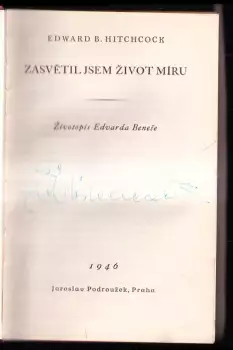 EDWARD B. HITCHCOCK
ZASVĚTIL JSEM ŽIVOT MÍRU
Životopis Edvarda Beneše
1946
Jaroslav Podroužek, Praha